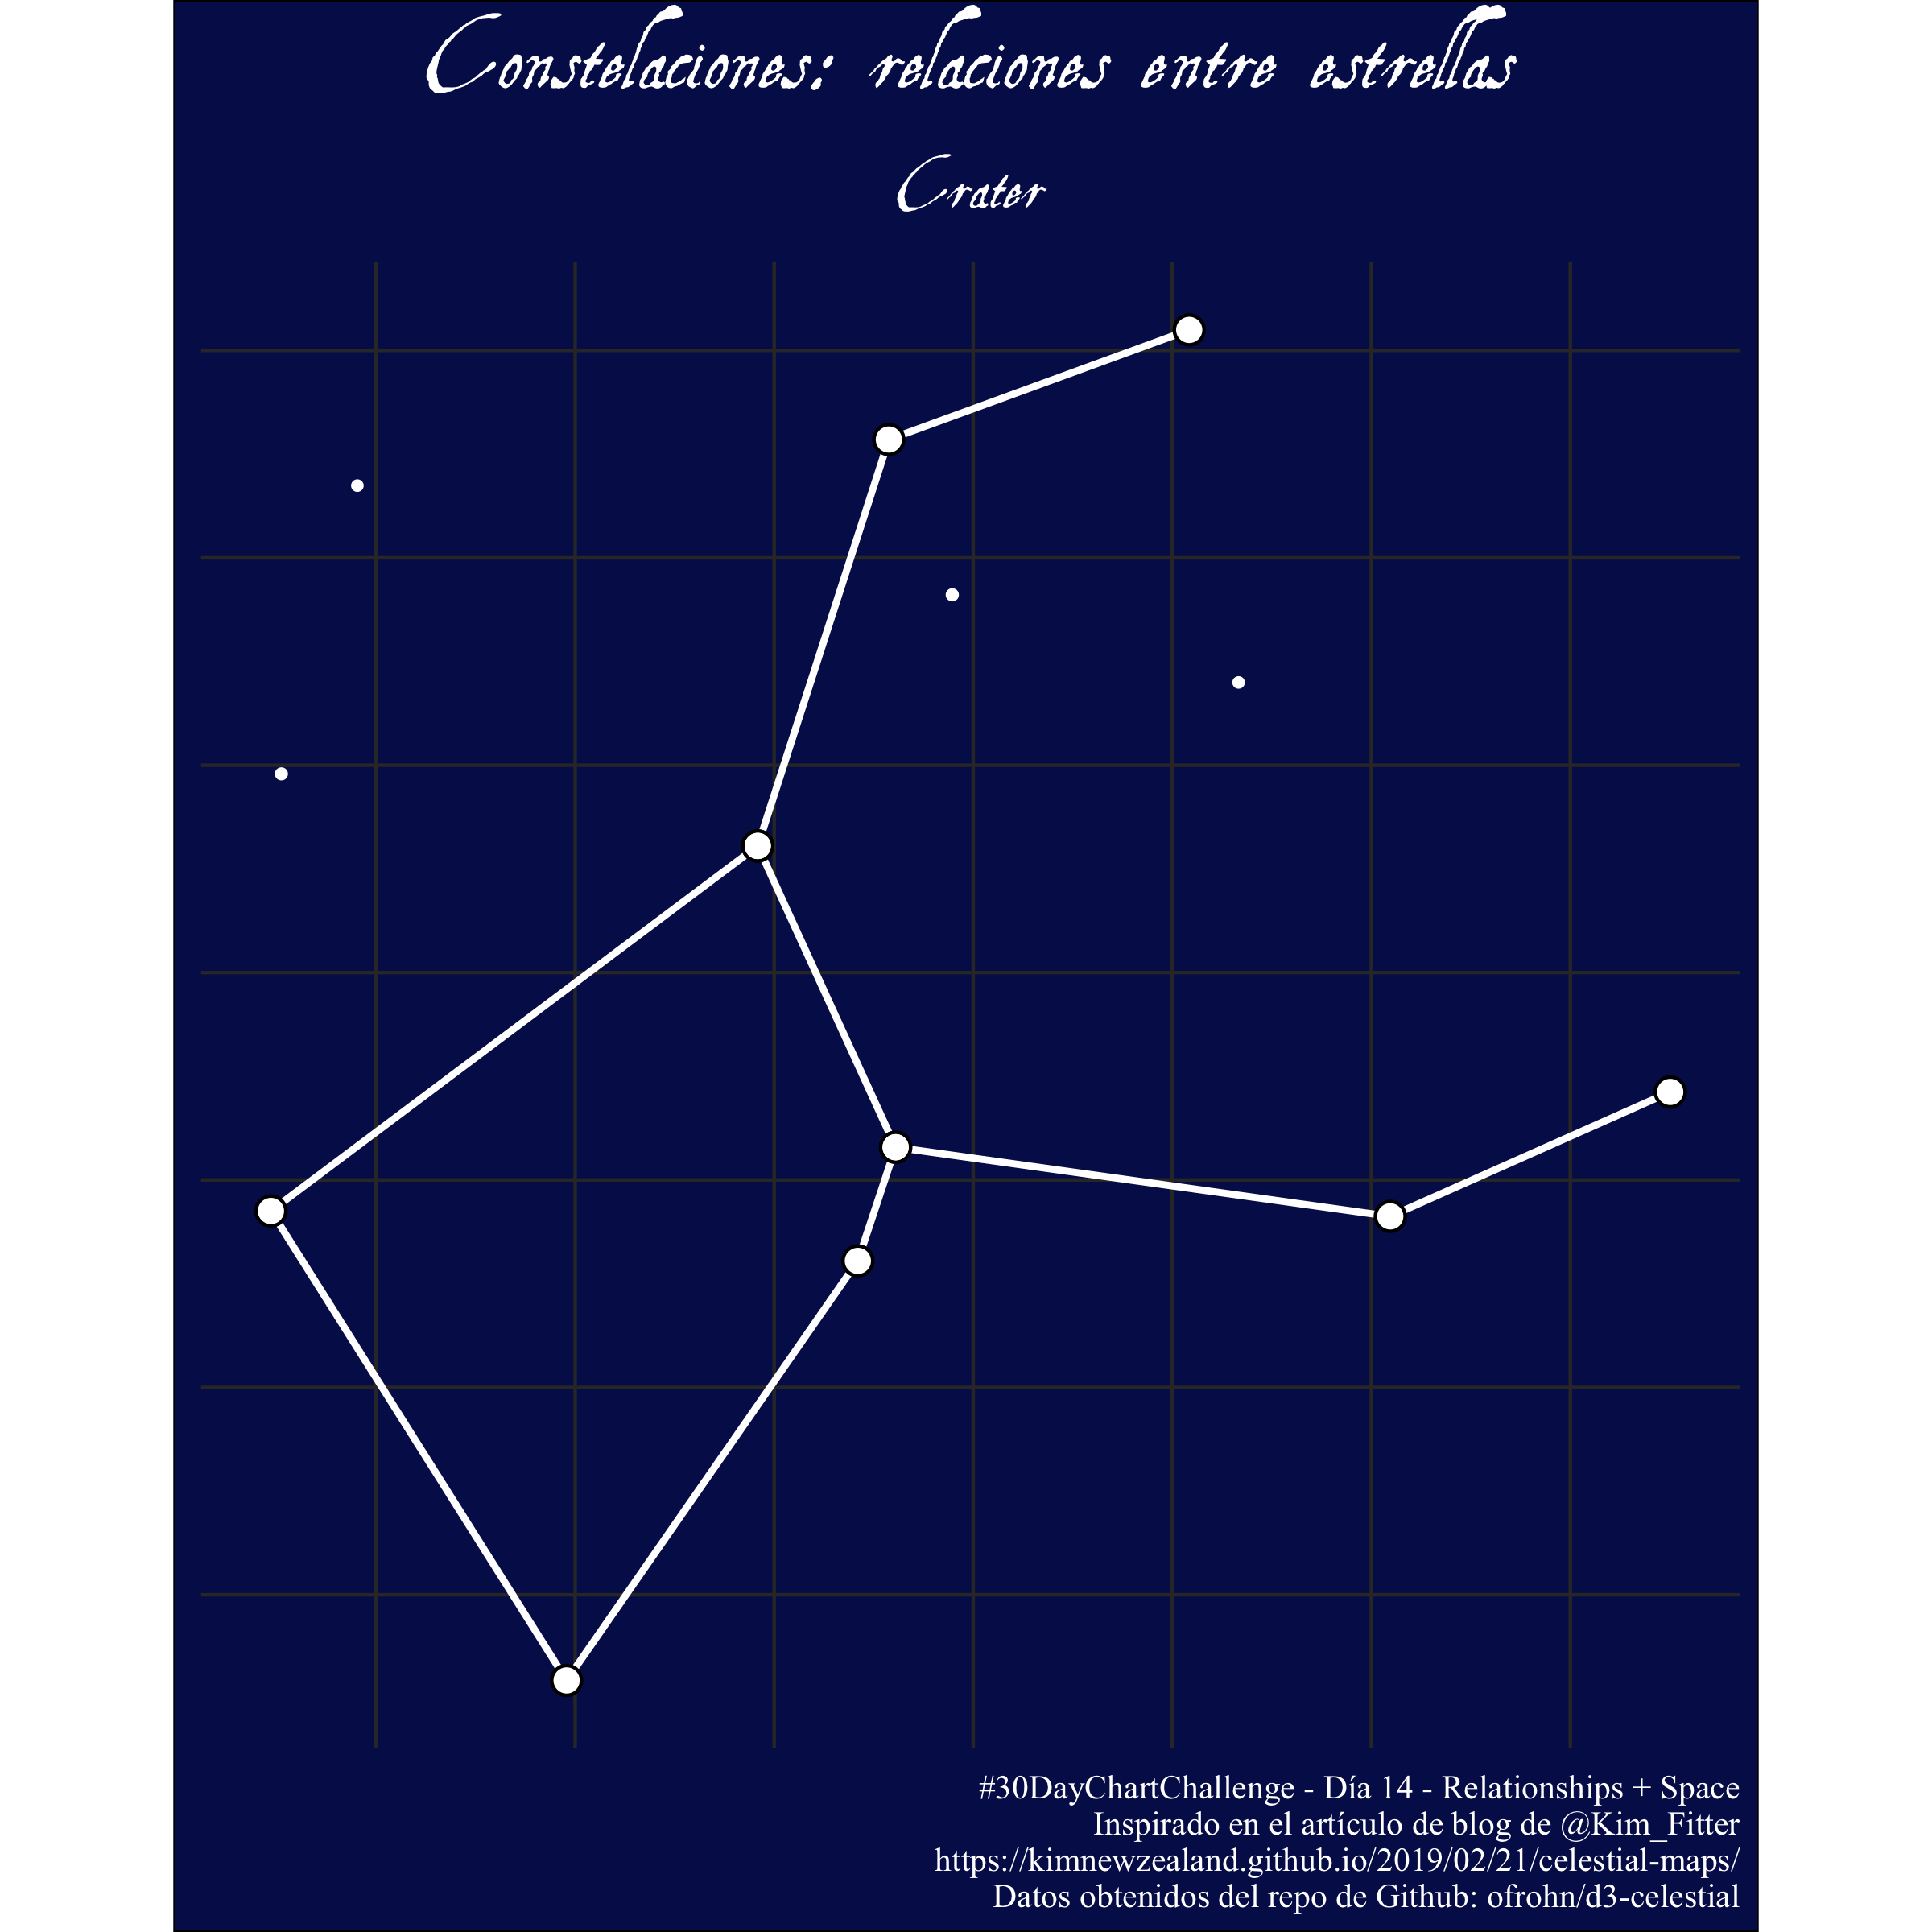 Constelaciones: relaciones entre estrellas
Crater
#30DayChartChallenge - Día 14 - Relationships + Space
Inspirado en el artículo de blog de @Kim_Fitter
https://kimnewzealand.github.io/2019/02/21/celestial-maps/
Datos obtenidos del repo de Github: ofrohn/d3-celestial